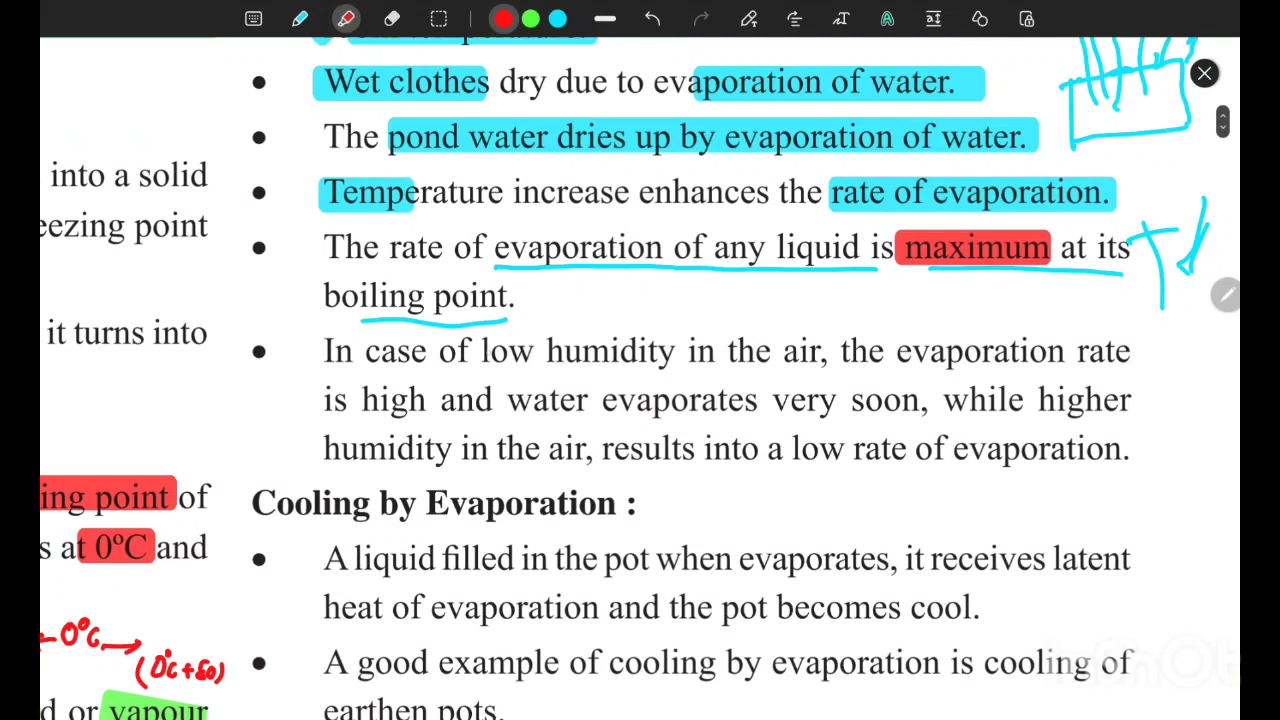 Wet clothes dry due to evaporation of water.
The pond water dries up by evaporation of water.
Temperature increase enhances the rate of evaporation.
The rate of evaporation of any liquid is maximum at its
boiling point.
In case of low humidity in the air, the evaporation rate
is high and water evaporates very soon, while higher
humidity in the air, results into a low rate of evaporation.
Cooling by Evaporation :
A liquid filled in the pot when evaporates, it receives latent
heat of evaporation and the pot becomes cool.
A good example of cooling by evaporation is cooling of
earthen pots.
into a solid
eezing point
it turns into
ing point of
s at 0ºC and
0°C
d or vapour